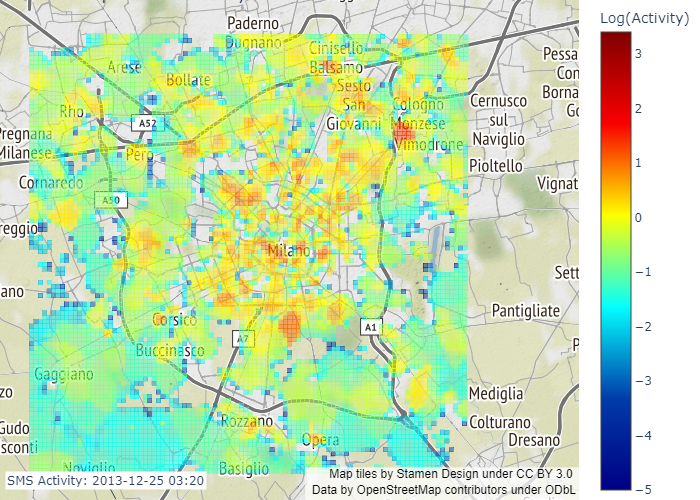 Log(Activity)
Paderno
Dugnano
Cinisello
Balsamo
Arese
Bollate
Sesto
San
Giovanni
Cologno
Monzese
Vimodrone
Cernusco
sul
Naviglio
Pioltello
Pessa
Con
Borna
Go
Rho
A52
Pregnana
Milanese
Pero
Cornaredo
A50
reggio
Vignat
Milano
Sett
ano
Corsico
A7
A1
Pantigliate
P
Buccinasco
Gaggiano
zo
Mediglia
Gudo
sconti
Rozzano
Opera
Colturano
Dresano
Noviglio
Basiglio
3
2
1
0
−1
−2
−3
−4
−5
SMS Activity: 2013-12-25 03:20
Map tiles by Stamen Design under CC BY 3.0
Data by OpenStreetMap contributors under ODbL